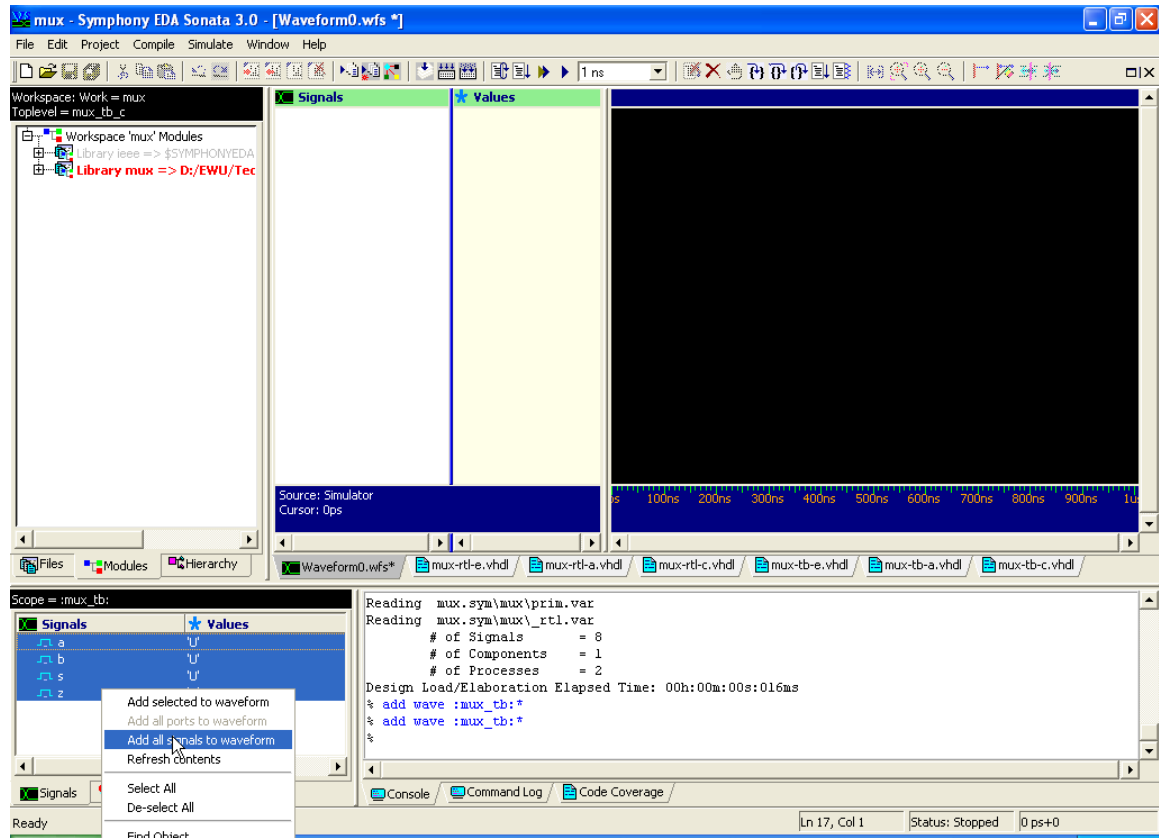 mux - Symphony EDA Sonata 3.0 - [Waveform0.wfs *]
File Edit Project Compile Simulate Window Help
1 ns
Workspace: Work = mux
Toplevel = mux_tb_c
Workspace 'mux' Modules
Library ieee => $SYMPHONYEDA
Library mux => D:/EWU/Tec
Files Modules Hierarchy
Signals Values
Source: Simulator
Cursor: 0ps
100ns 200ns 300ns 400ns 500ns 600ns 700ns 800ns 900ns 1u
Waveform0.wfs* mux-rtl-e.vhdl mux-rtl-a.vhdl mux-rtl-c.vhdl mux-tb-e.vhdl mux-tb-a.vhdl mux-tb-c.vhdl
Scope = :mux_tb:
Signals Values
a 'U'
b 'U'
s 'U'
z
Add selected to waveform
Add all ports to waveform
Add all signals to waveform
Refresh contents
Select All
De-select All
Find Object
Signals
Reading mux.sym\mux\prim.var
Reading mux.sym\mux\_rtl.var
# of Signals = 8
# of Components = 1
# of Processes = 2
Design Load/Elaboration Elapsed Time: 00h:00m:00s:016ms
% add wave :mux_tb:*
% add wave :mux_tb:*
%
Console Command Log Code Coverage
Ready
Ln 17, Col 1 Status: Stopped 0 ps+0